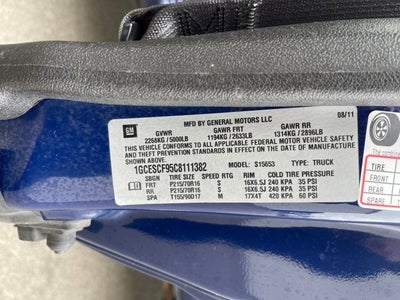 GM
MFD BY GENERAL MOTORS LLC
08/11
GVWR GAWR FRT GAWR RR
2268KG / 5000LB 1194KG / 2633LB 1314KG / 2896LB
THIS VEHICLE CONFORMS TO ALL APPLICABLE FEDERAL MOTOR VEHICLE SAFETY
AND THEFT PREVENTION STANDARDS IN EFFECT ON THE DATE OF MANUFACTURE
SHOWN ABOVE.
1GCESCF95C8111382 MODEL: S15653 TYPE: TRUCK
SBGN TIRE SIZE SPEED RTG RIM COLD TIRE PRESSURE
FRT P215/70R16 S 16X6.5J 240 KPA 35 PSI
RR P215/70R16 S 16X6.5J 240 KPA 35 PSI
SPA T155/90D17 M 17X4T 420 KPA 60 PSI
TIRE
FRONT
REAR
SPARE